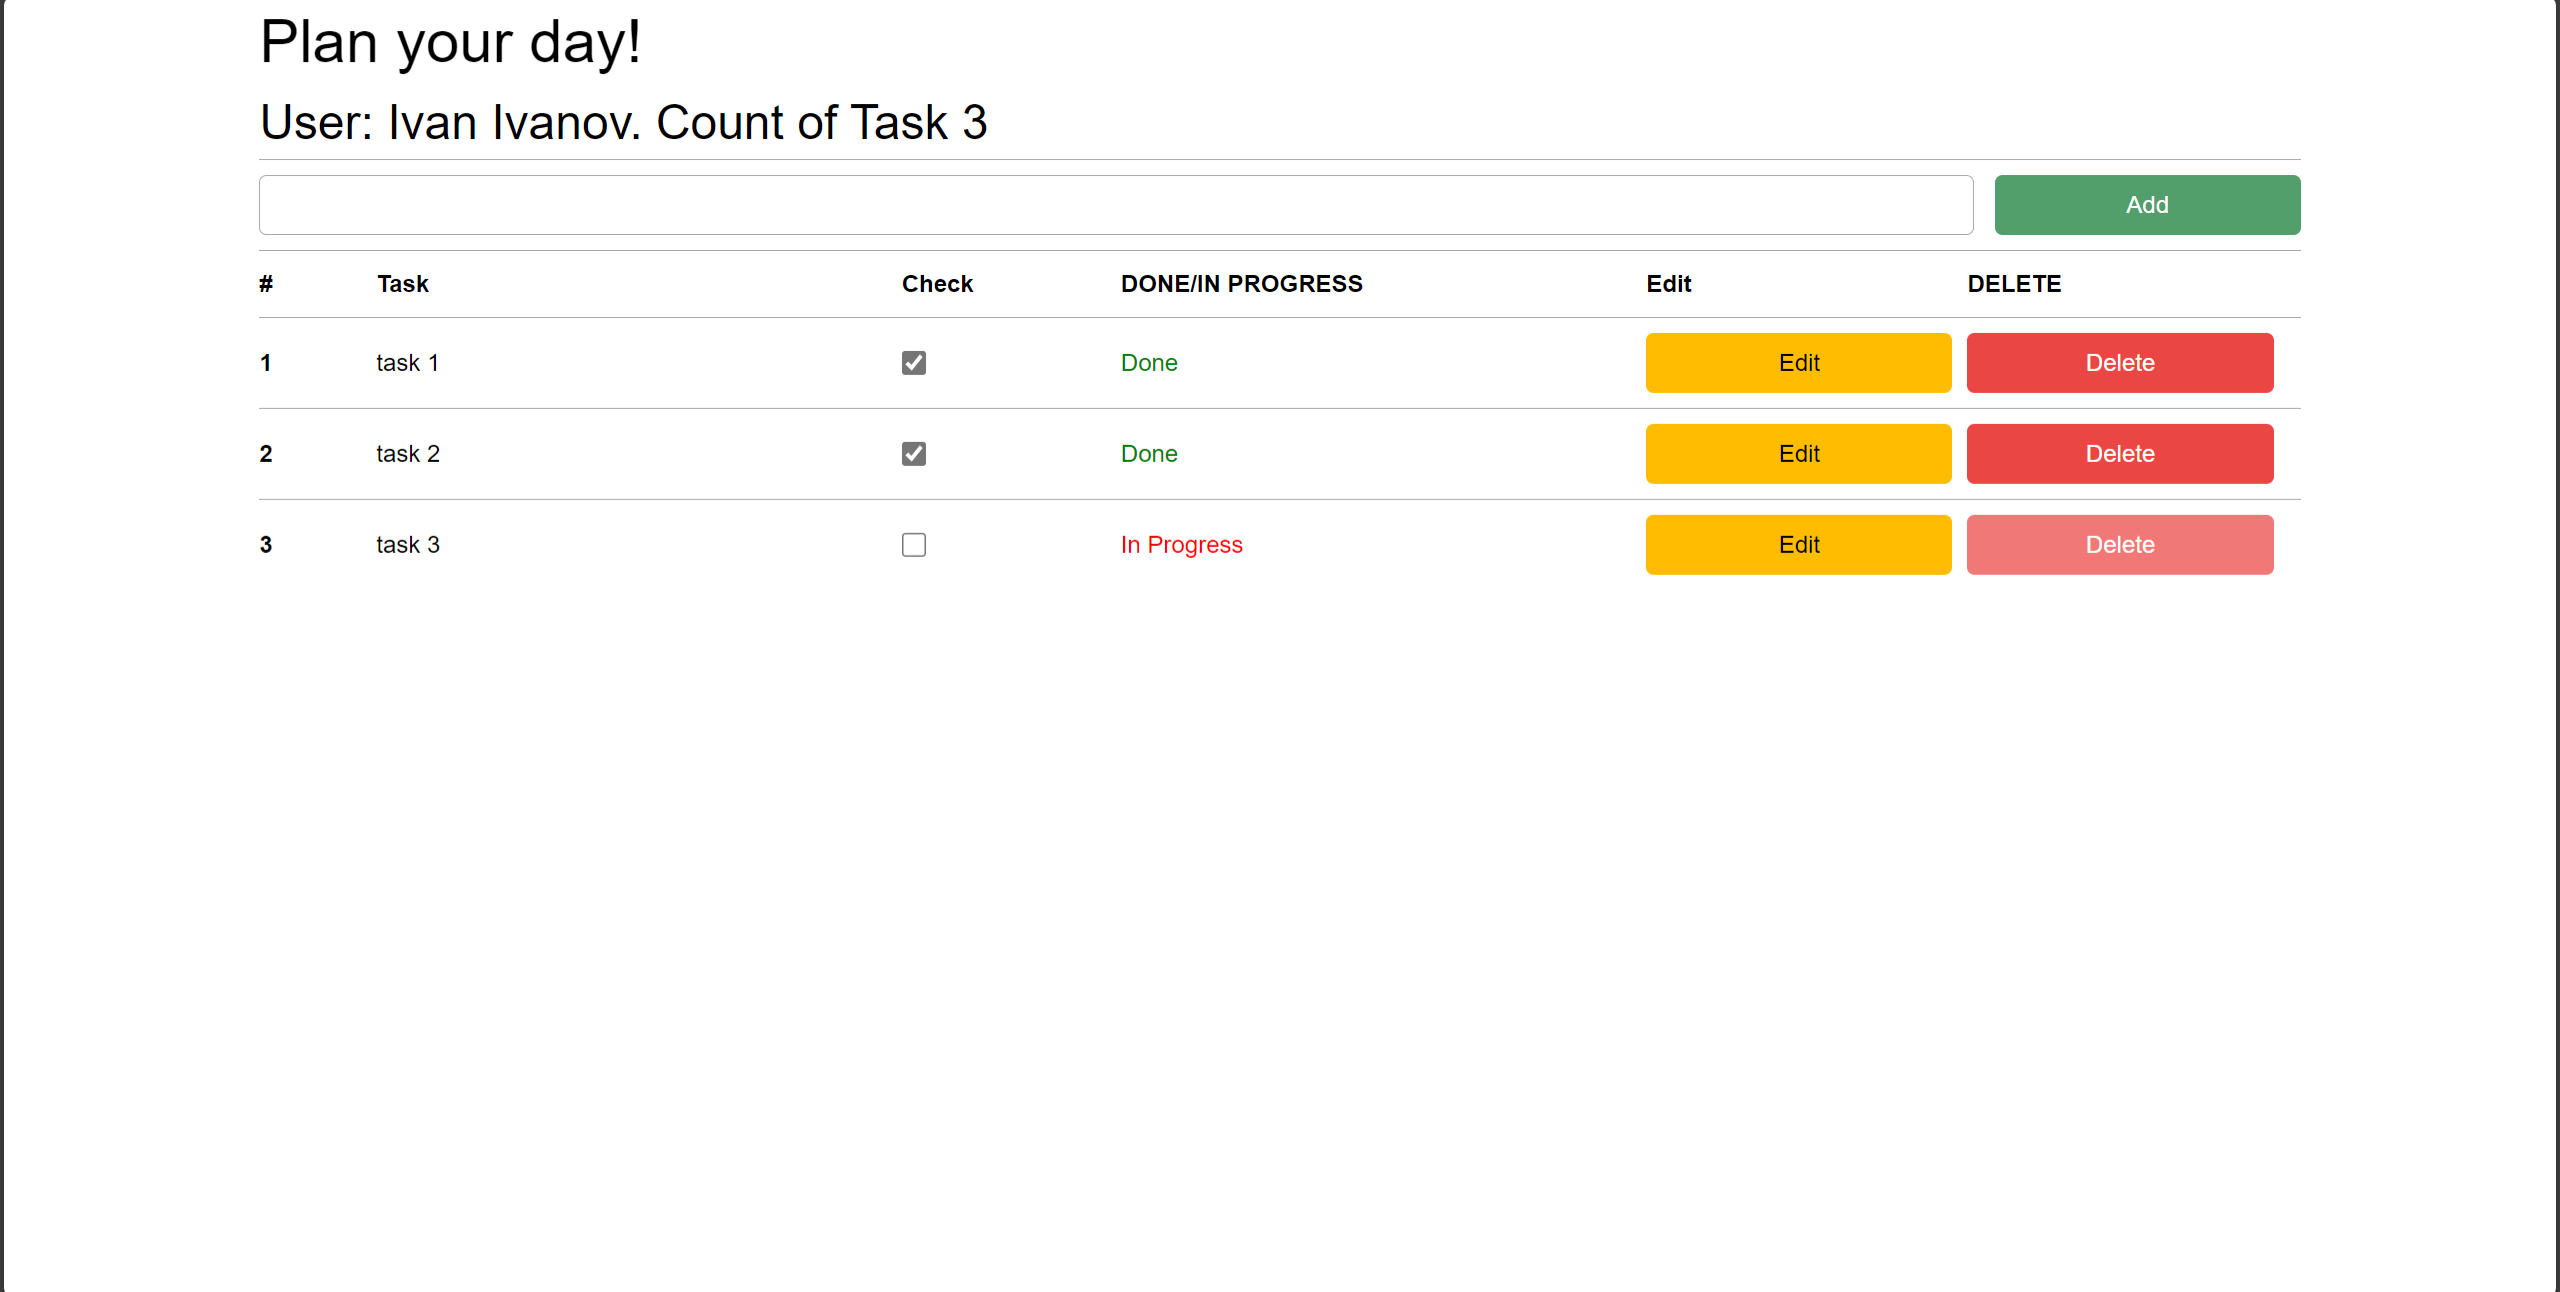 Plan your day!
User: Ivan Ivanov. Count of Task 3
Add
# Task Check DONE/IN PROGRESS Edit DELETE
1 task 1 Done Edit Delete
2 task 2 Done Edit Delete
3 task 3 In Progress Edit Delete